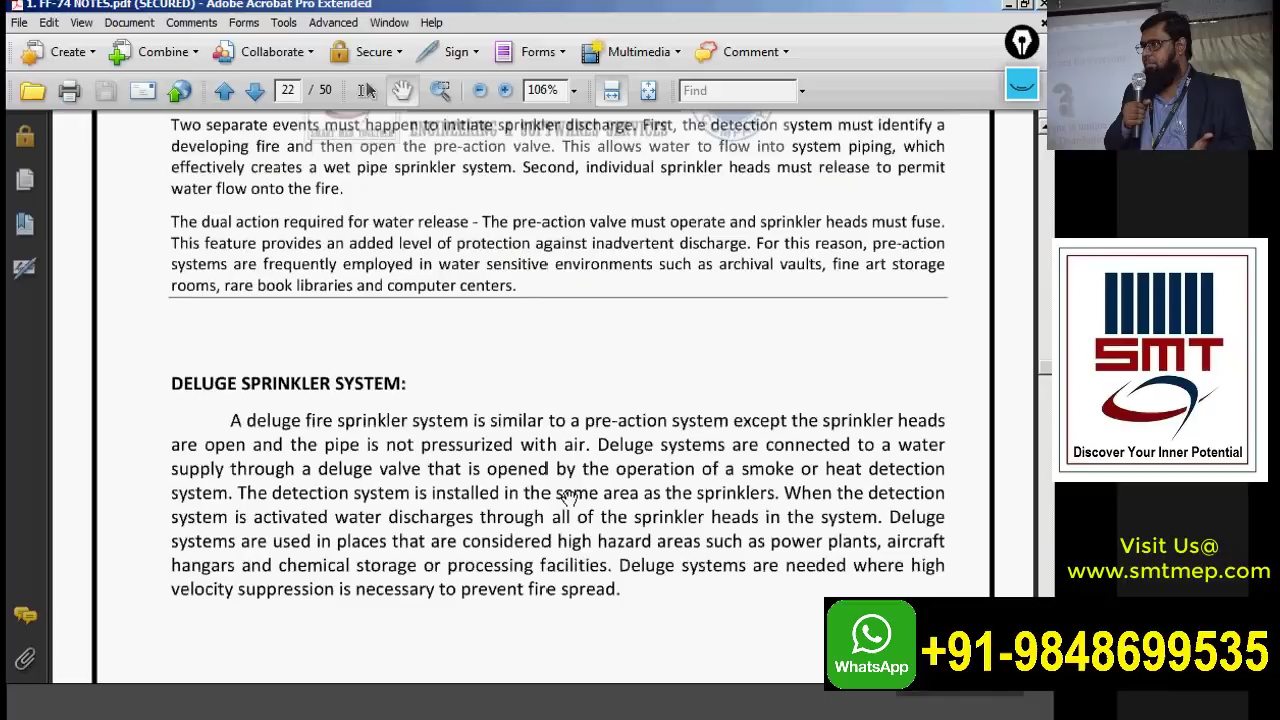 1. FF-74 NOTES.pdf (SECURED) - Adobe Acrobat Pro Extended
File Edit View Document Comments Forms Tools Advanced Window Help
Create Combine Collaborate Secure Sign Forms Multimedia Comment
22 / 50 106% Find
ENGINEERING & SOFTWARES SERVICES
Two separate events must happen to initiate sprinkler discharge. First, the detection system must identify a
developing fire and then open the pre-action valve. This allows water to flow into system piping, which
effectively creates a wet pipe sprinkler system. Second, individual sprinkler heads must release to permit
water flow onto the fire.
The dual action required for water release - The pre-action valve must operate and sprinkler heads must fuse.
This feature provides an added level of protection against inadvertent discharge. For this reason, pre-action
systems are frequently employed in water sensitive environments such as archival vaults, fine art storage
rooms, rare book libraries and computer centers.
DELUGE SPRINKLER SYSTEM:
A deluge fire sprinkler system is similar to a pre-action system except the sprinkler heads
are open and the pipe is not pressurized with air. Deluge systems are connected to a water
supply through a deluge valve that is opened by the operation of a smoke or heat detection
system. The detection system is installed in the same area as the sprinklers. When the detection
system is activated water discharges through all of the sprinkler heads in the system. Deluge
systems are used in places that are considered high hazard areas such as power plants, aircraft
hangars and chemical storage or processing facilities. Deluge systems are needed where high
velocity suppression is necessary to prevent fire spread.
SMT
Discover Your Inner Potential
Visit Us@
www.smtmep.com
WhatsApp
+91-9848699535